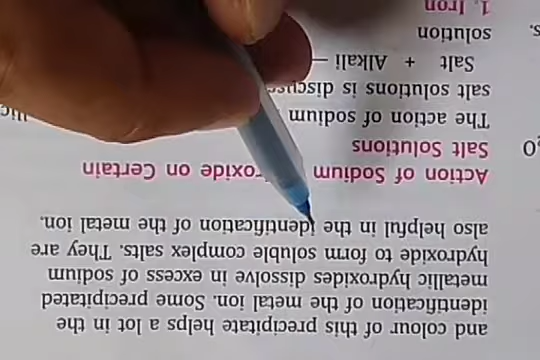 and colour of this precipitate helps a lot in the
identification of the metal ion. Some precipitated
metallic hydroxides dissolve in excess of sodium
hydroxide to form soluble complex salts. They are
also helpful in the identification of the metal ion.
Action of Sodium on Certain
Salt Solutions
The action of sodium
salt solutions is
Salt + Alkali
solution
1. Iron